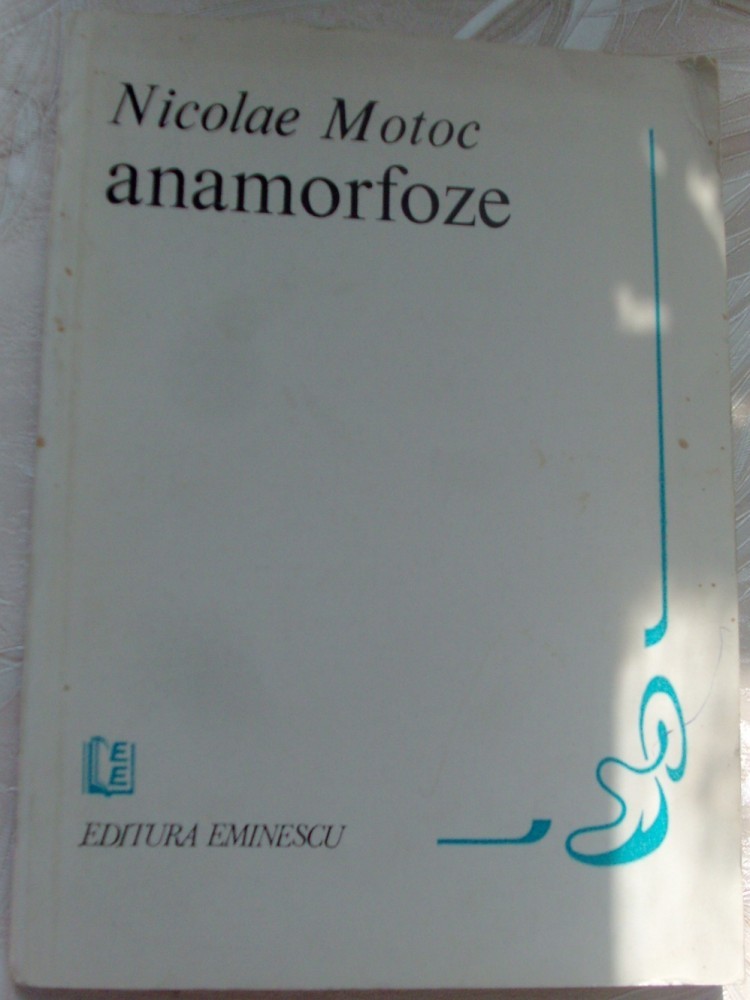 Nicolae Motoc
anamorfoze
EE
EDITURA EMINESCU